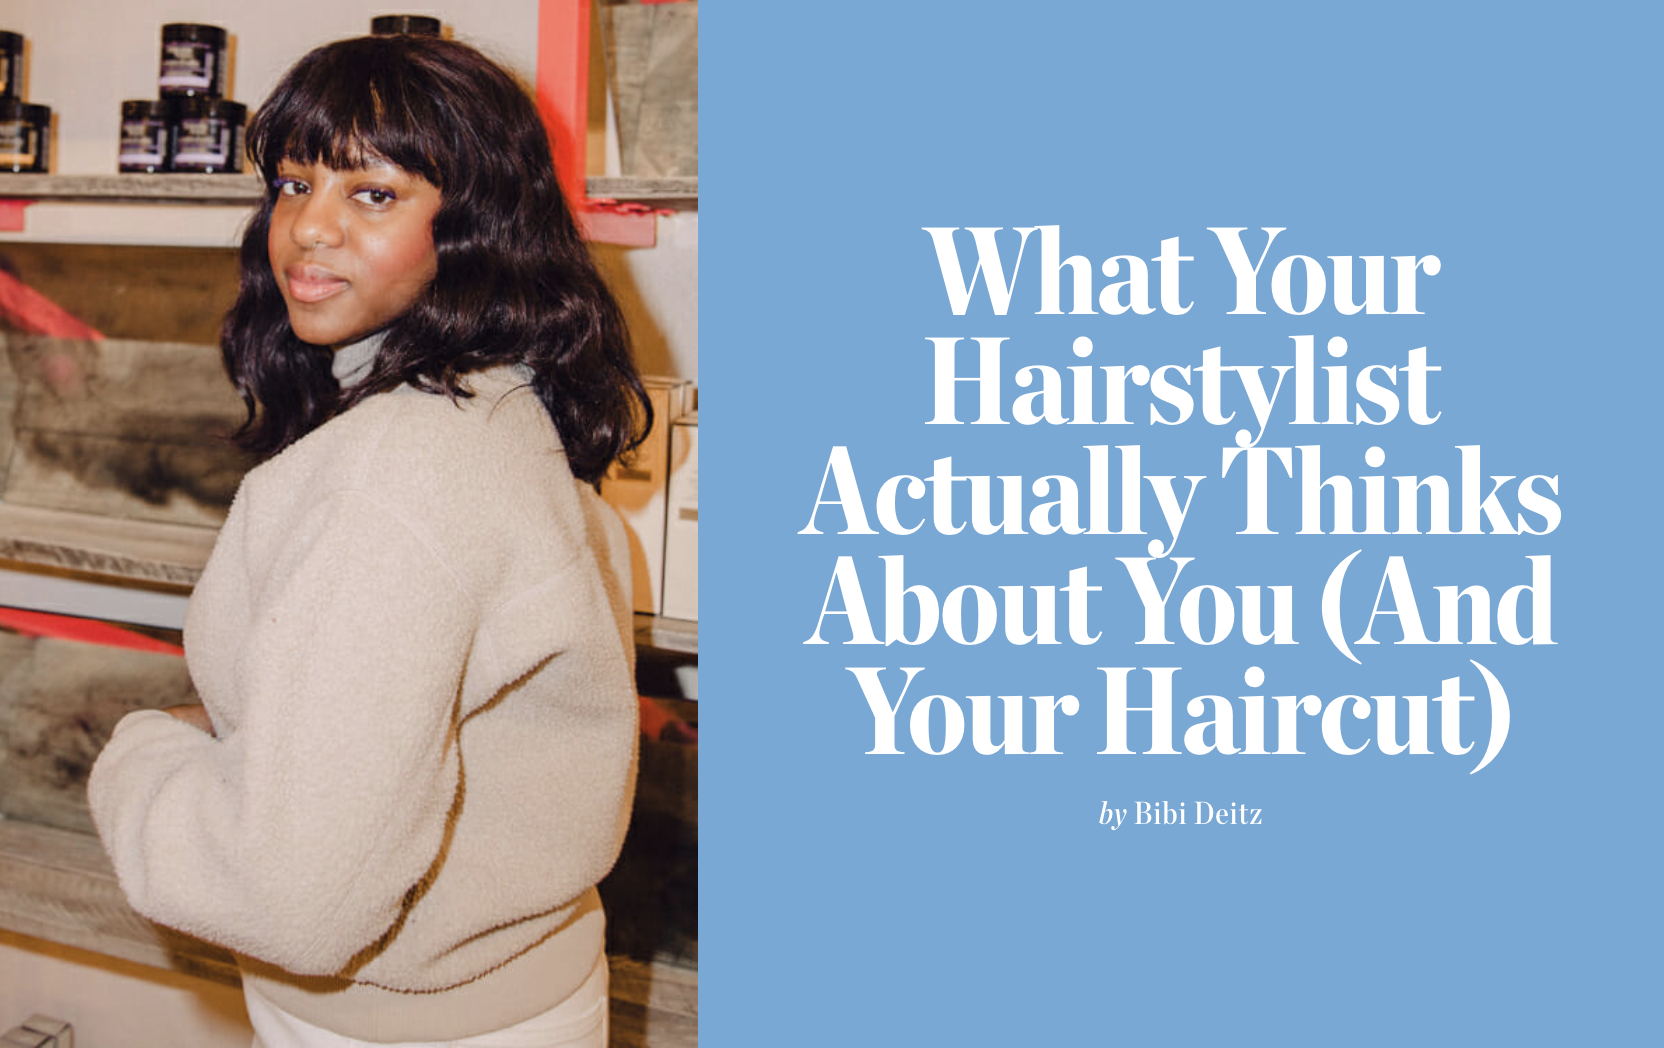 What Your
Hairstylist
Actually Thinks
About You (And
Your Haircut)
by Bibi Deitz